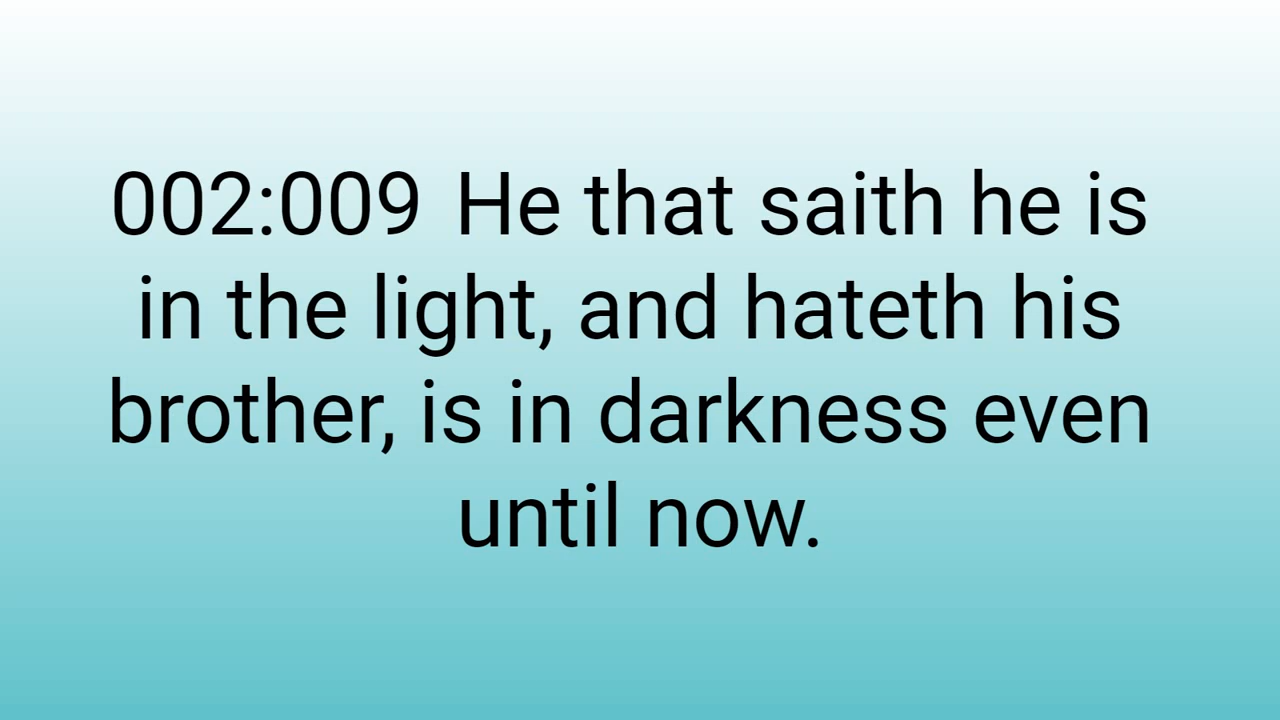 002:009 He that saith he is
in the light, and hateth his
brother, is in darkness even
until now.